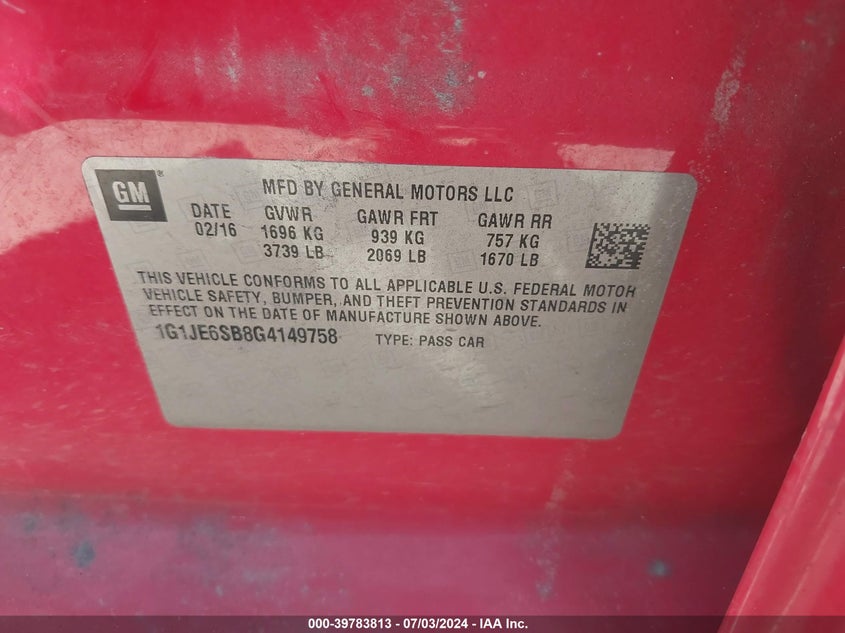 GM ®
MFD BY GENERAL MOTORS LLC
DATE GVWR GAWR FRT GAWR RR
02/16 1696 KG 939 KG 757 KG
3739 LB 2069 LB 1670 LB
THIS VEHICLE CONFORMS TO ALL APPLICABLE U.S. FEDERAL MOTOR
VEHICLE SAFETY, BUMPER, AND THEFT PREVENTION STANDARDS IN
EFFECT ON THE DATE OF MANUFACTURE SHOWN ABOVE.
1G1JE6SB8G4149758 TYPE: PASS CAR
000-39783813 - 07/03/2024 - IAA Inc.